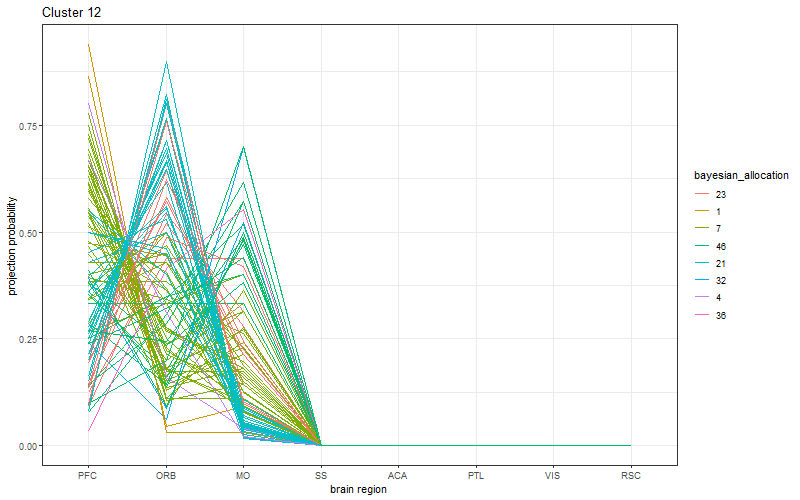 Cluster 12
projection probability
0.75
0.50
0.25
0.00
PFC ORB MO SS ACA PTL VIS RSC
brain region
bayesian_allocation
23
1
7
46
21
32
4
36